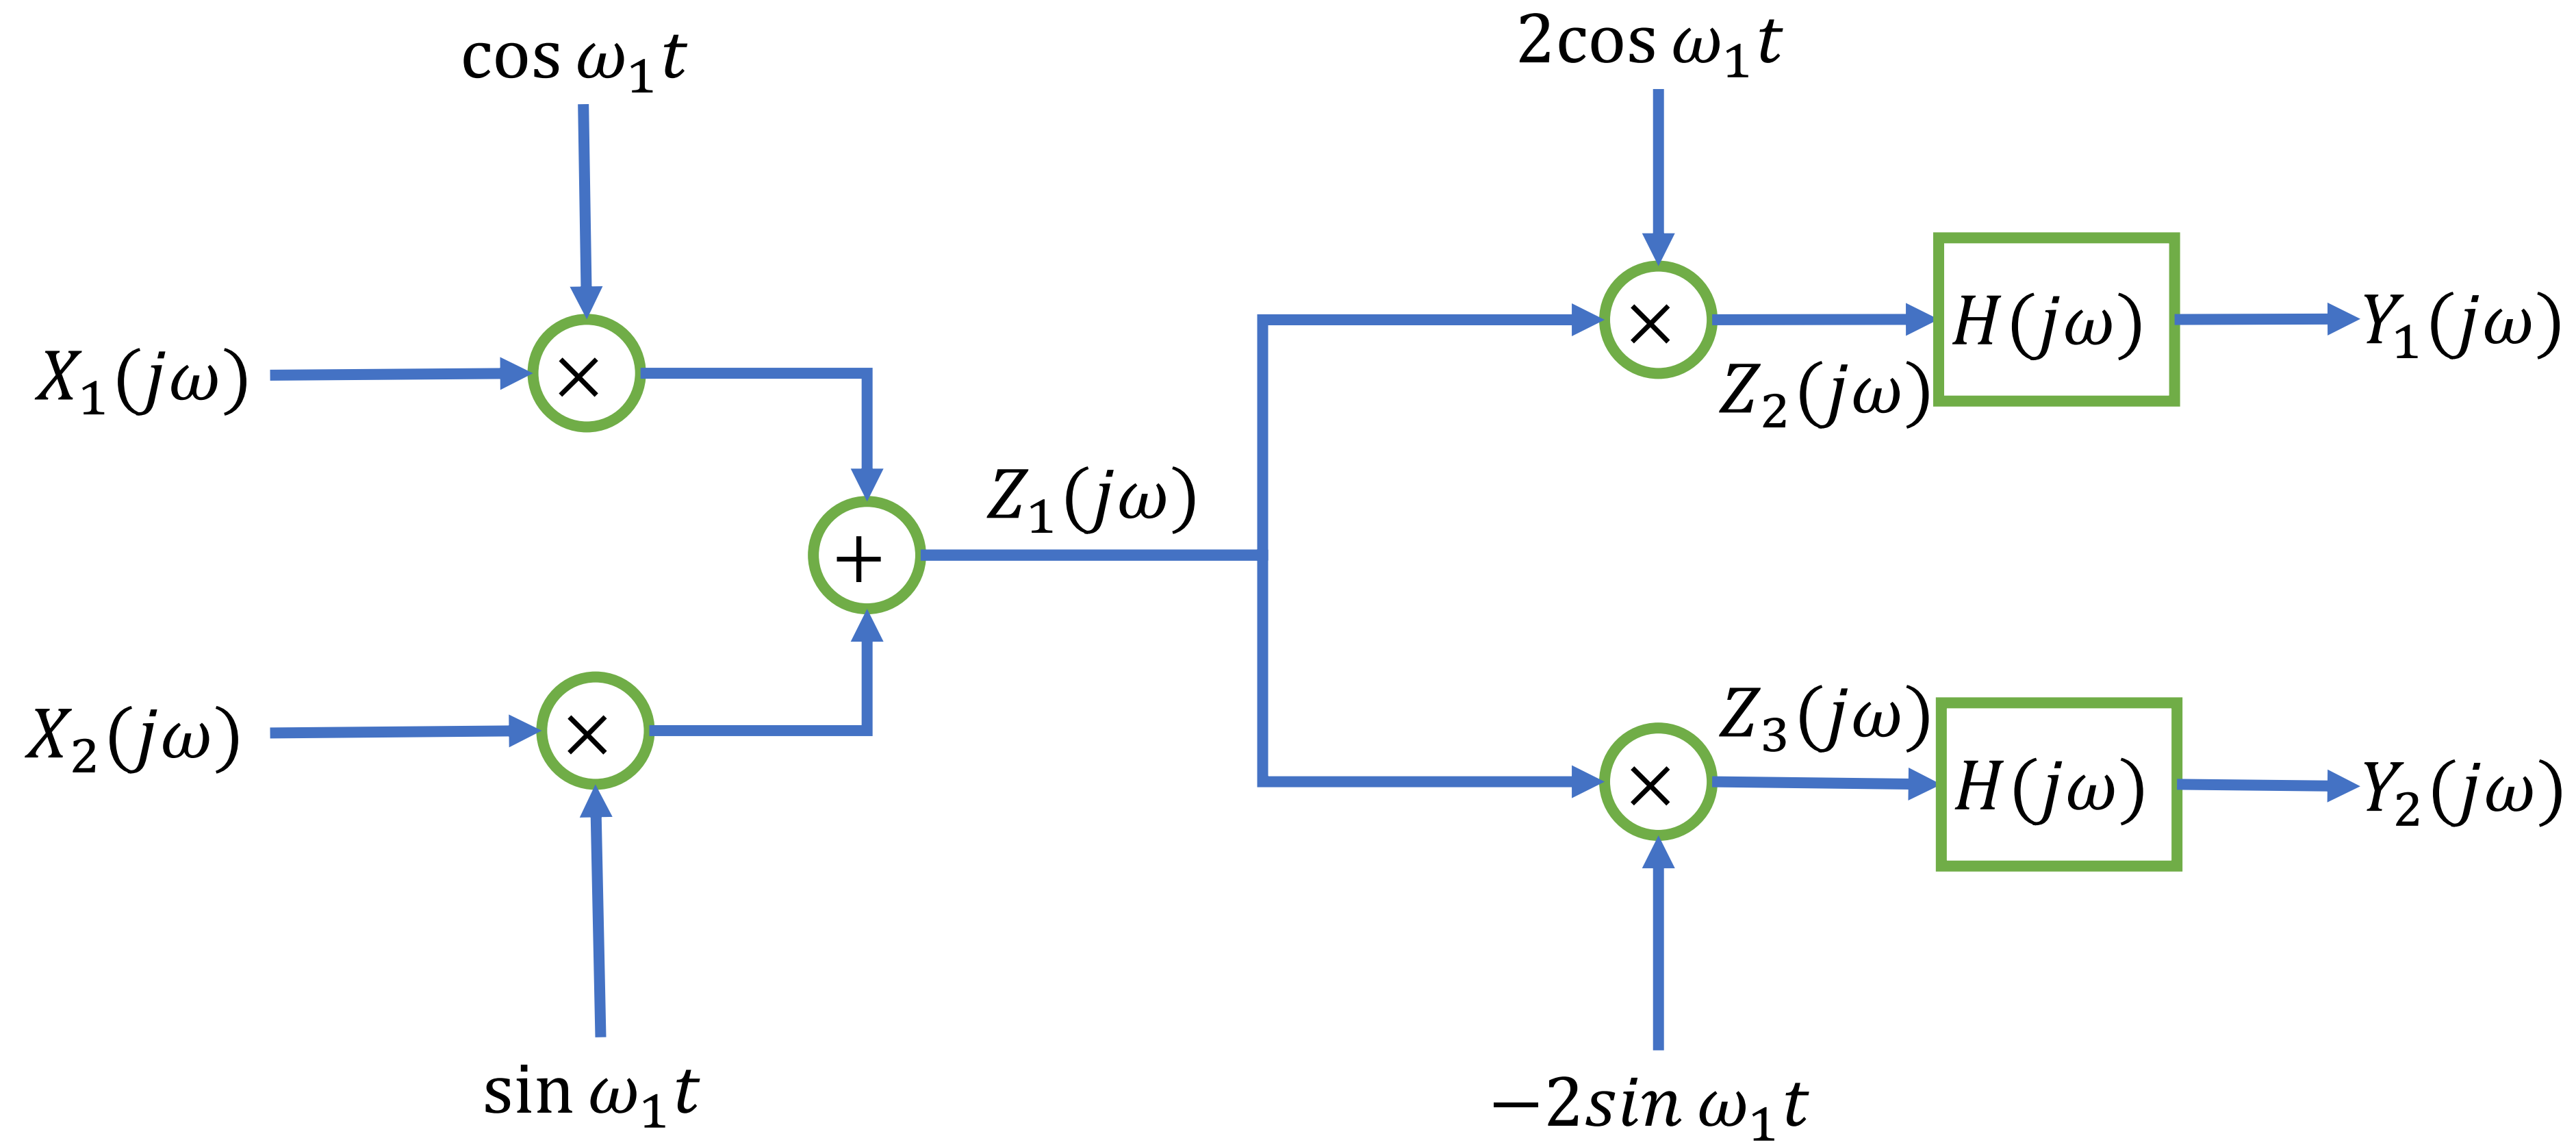 cos ω₁t
2cos ω₁t
X₁(jω)
×
×
Z₂(jω)
H(jω)
Y₁(jω)
+
Z₁(jω)
X₂(jω)
×
×
Z₃(jω)
H(jω)
Y₂(jω)
sin ω₁t
−2sin ω₁t